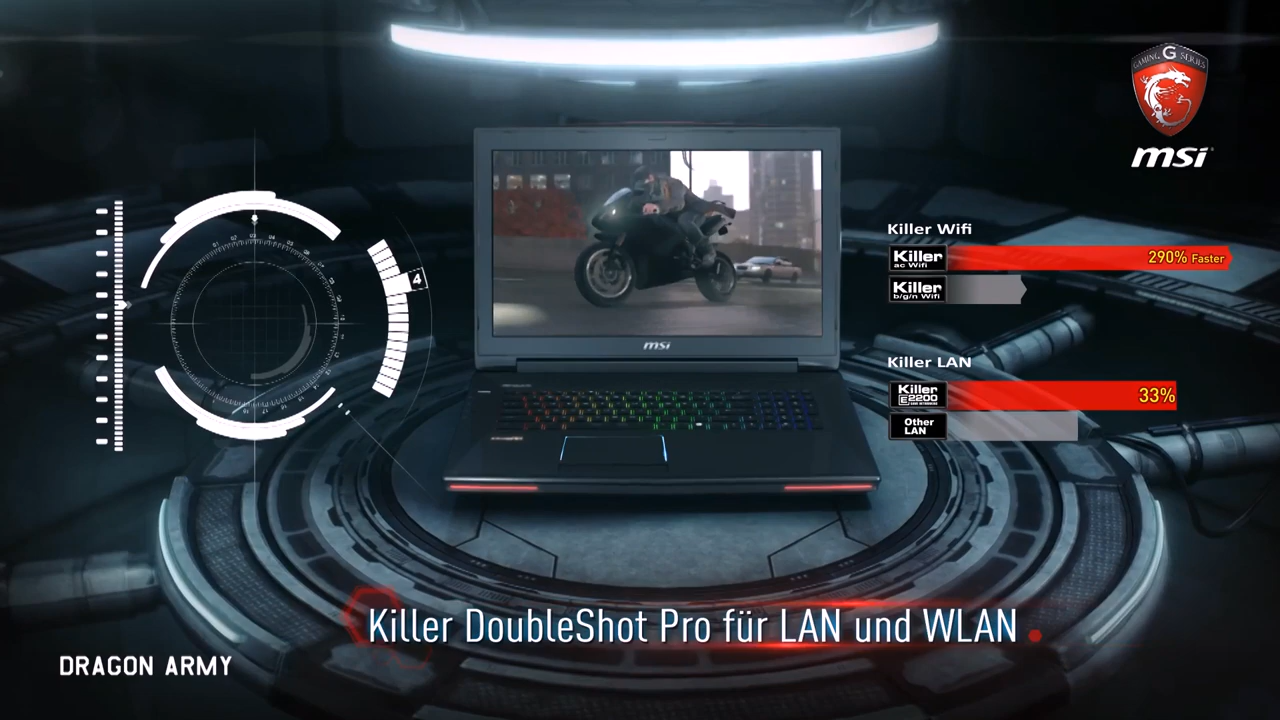 GAMING G SERIES
msi
Killer Wifi
Killer
ac Wifi
290% Faster
Killer
b/g/n Wifi
4
msi
Killer LAN
Killer
E2200
33%
Other
LAN
Killer DoubleShot Pro für LAN und WLAN
DRAGON ARMY